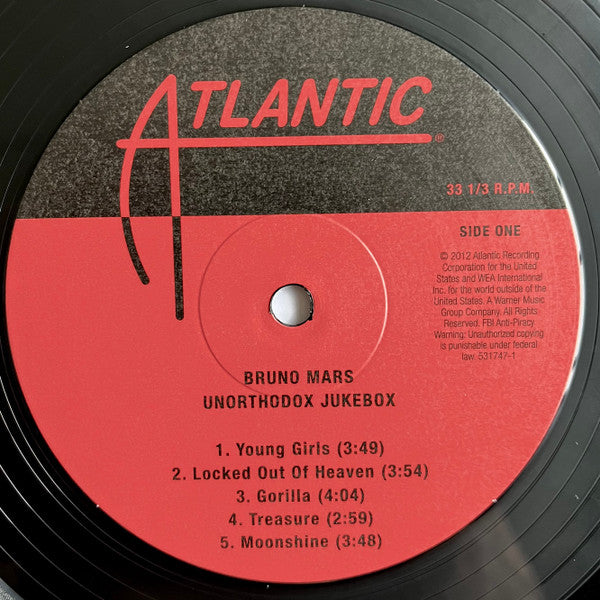 ATLANTIC®
33 1/3 R.P.M.
SIDE ONE
© 2012 Atlantic Recording
Corporation for the United
States and WEA International
Inc. for the world outside of the
United States. A Warner Music
Group Company. All Rights
Reserved. FBI Anti-Piracy
Warning: Unauthorized copying
is punishable under federal
law. 531747-1
BRUNO MARS
UNORTHODOX JUKEBOX
1. Young Girls (3:49)
2. Locked Out Of Heaven (3:54)
3. Gorilla (4:04)
4. Treasure (2:59)
5. Moonshine (3:48)